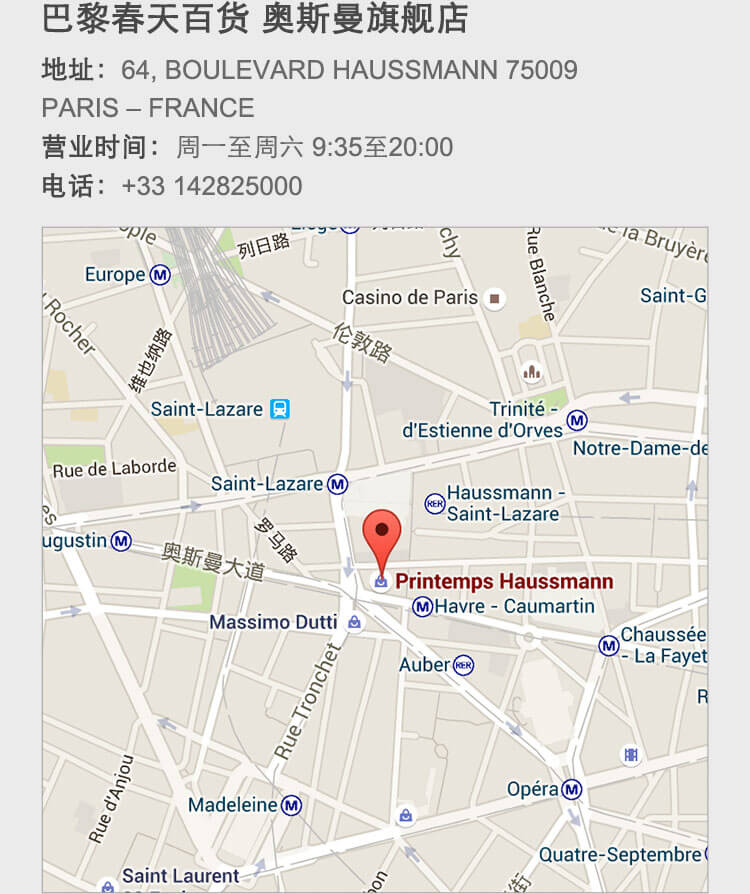 巴黎春天百货 奥斯曼旗舰店
地址：64, BOULEVARD HAUSSMANN 75009
PARIS – FRANCE
营业时间：周一至周六 9:35至20:00
电话：+33 142825000
列日路
de la Bruyère
Europe M
Rue Blanche
Casino de Paris
Saint-G
Rocher
伦敦路
维也纳路
Saint-Lazare
Trinité -
d'Estienne d'Orves M
Notre-Dame-de
Rue de Laborde
Saint-Lazare M
RER Haussmann -
Saint-Lazare
罗马路
ugustin M
奥斯曼大道
Printemps Haussmann
M Havre - Caumartin
Massimo Dutti
M Chaussée
- La Fayet
Auber RER
Rue Tronchet
R
Rue d'Anjou
Opéra M
Madeleine M
Quatre-Septembre
Saint Laurent
街